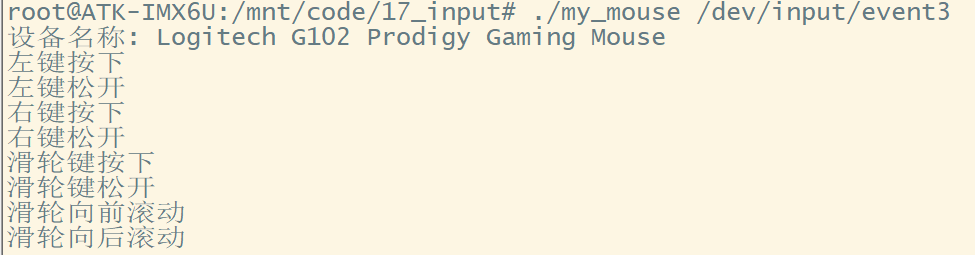 root@ATK-IMX6U:/mnt/code/17_input# ./my_mouse /dev/input/event3
设备名称: Logitech G102 Prodigy Gaming Mouse
左键按下
左键松开
右键按下
右键松开
滑轮键按下
滑轮键松开
滑轮向前滚动
滑轮向后滚动